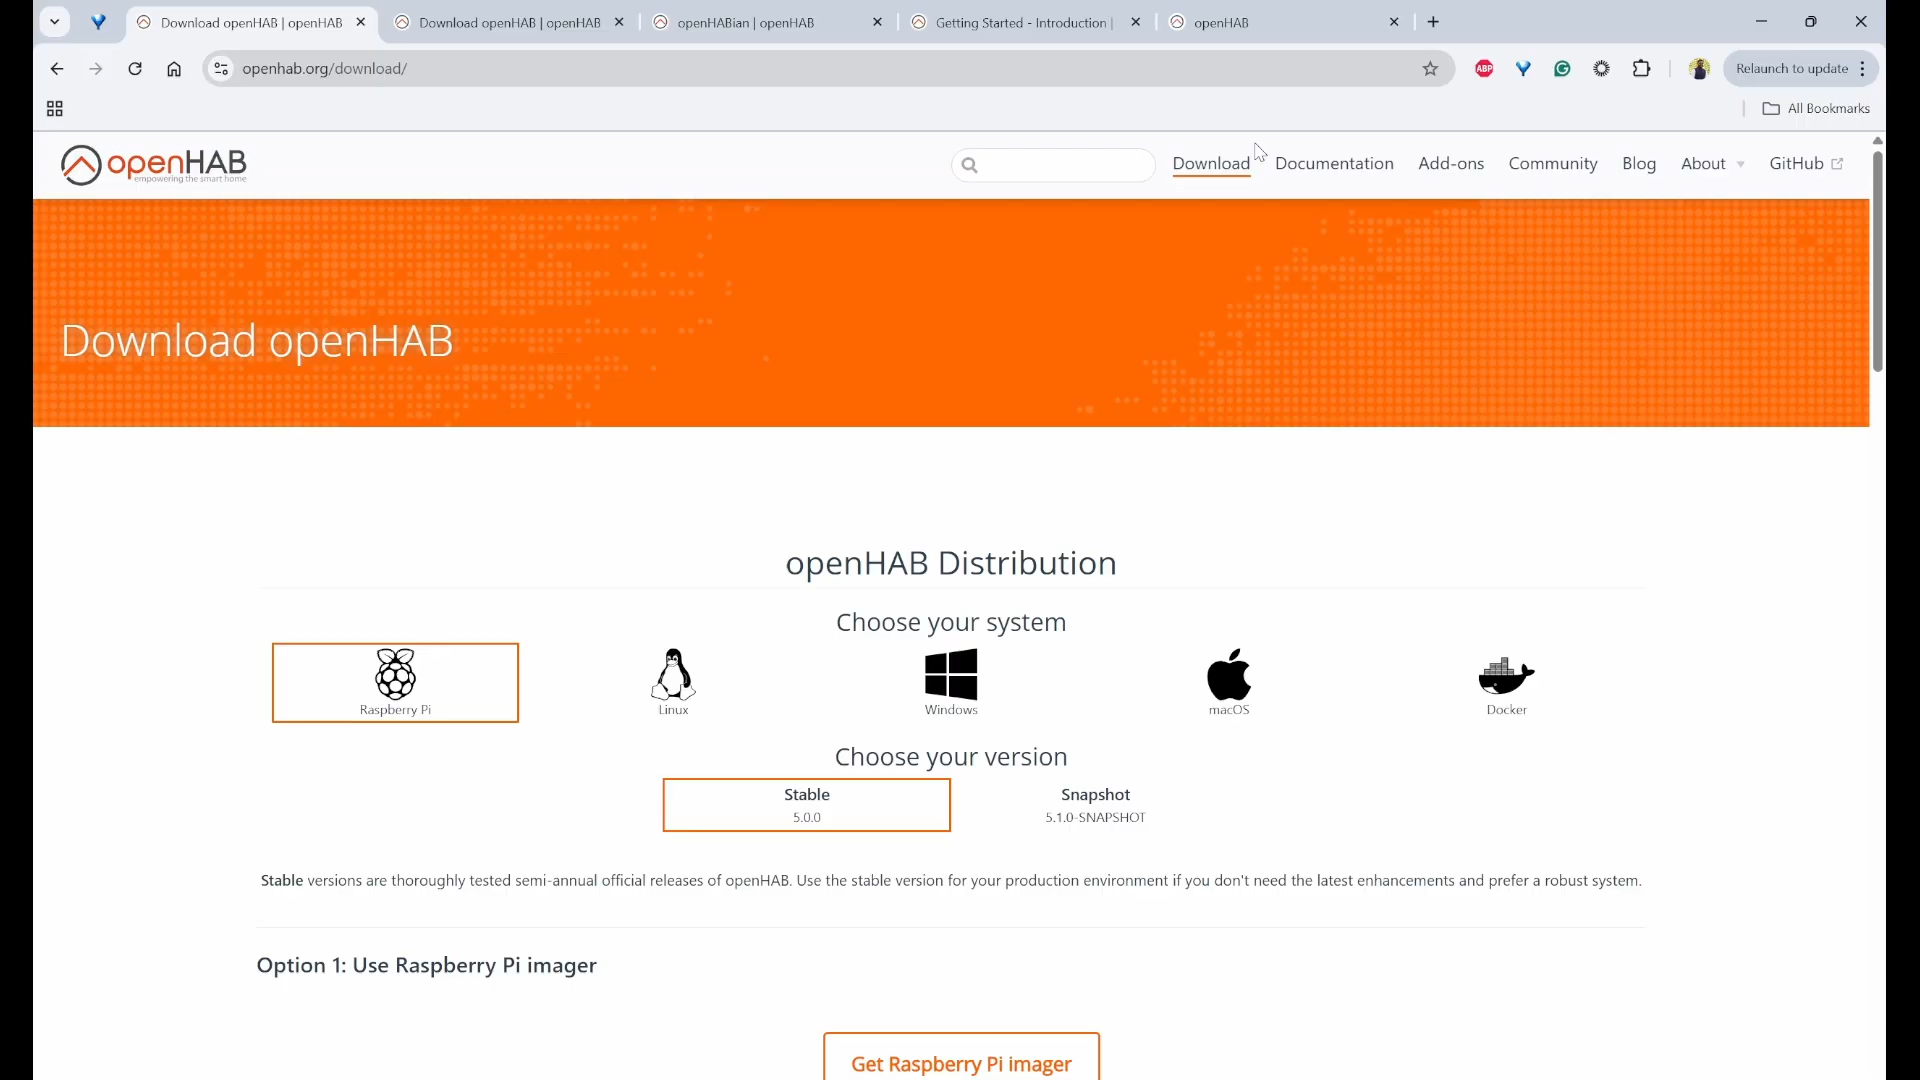 Download openHAB | openHAB
Download openHAB | openHAB
openHABian | openHAB
Getting Started - Introduction |
openHAB
openhab.org/download/
ABP
Relaunch to update
All Bookmarks
openHAB
empowering the smart home
Download
Documentation
Add-ons
Community
Blog
About
GitHub
Download openHAB
openHAB Distribution
Choose your system
Raspberry Pi
Linux
Windows
macOS
Docker
Choose your version
Stable
5.0.0
Snapshot
5.1.0-SNAPSHOT
Stable versions are thoroughly tested semi-annual official releases of openHAB. Use the stable version for your production environment if you don't need the latest enhancements and prefer a robust system.
Option 1: Use Raspberry Pi imager
Get Raspberry Pi imager